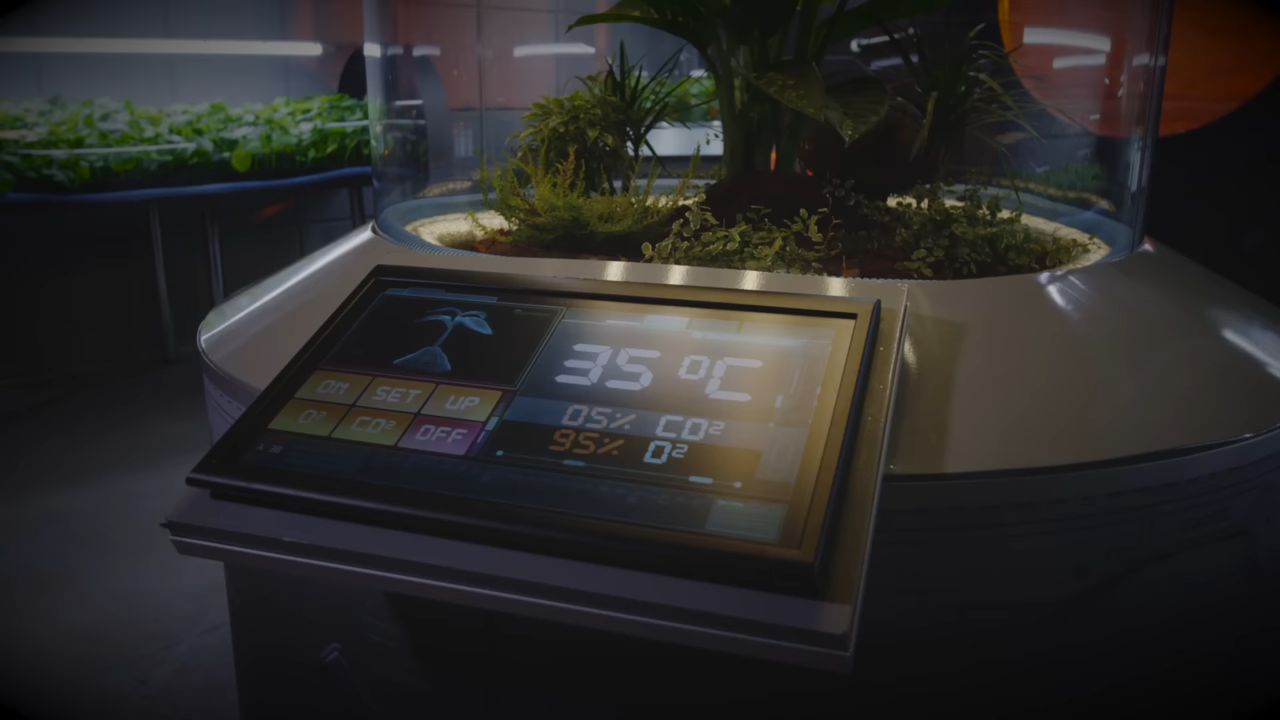 35 °C
ON SET UP
05% CO²
O² CO² OFF
95% O²